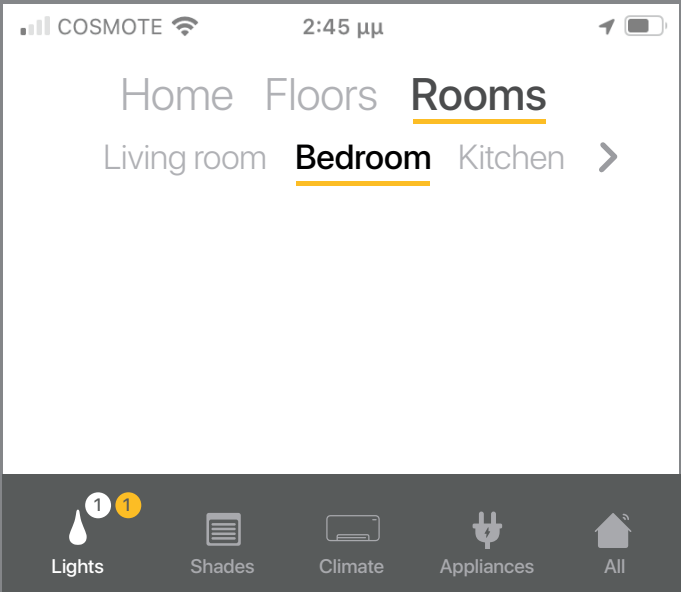 COSMOTE 2:45 μμ
Home Floors Rooms
Living room Bedroom Kitchen
1 1
Lights Shades Climate Appliances All